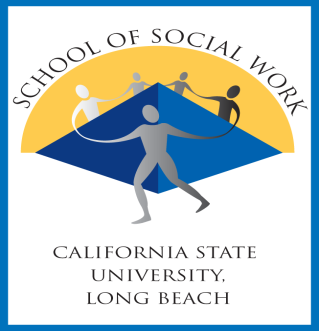 SCHOOL OF SOCIAL WORK
CALIFORNIA STATE
UNIVERSITY,
LONG BEACH